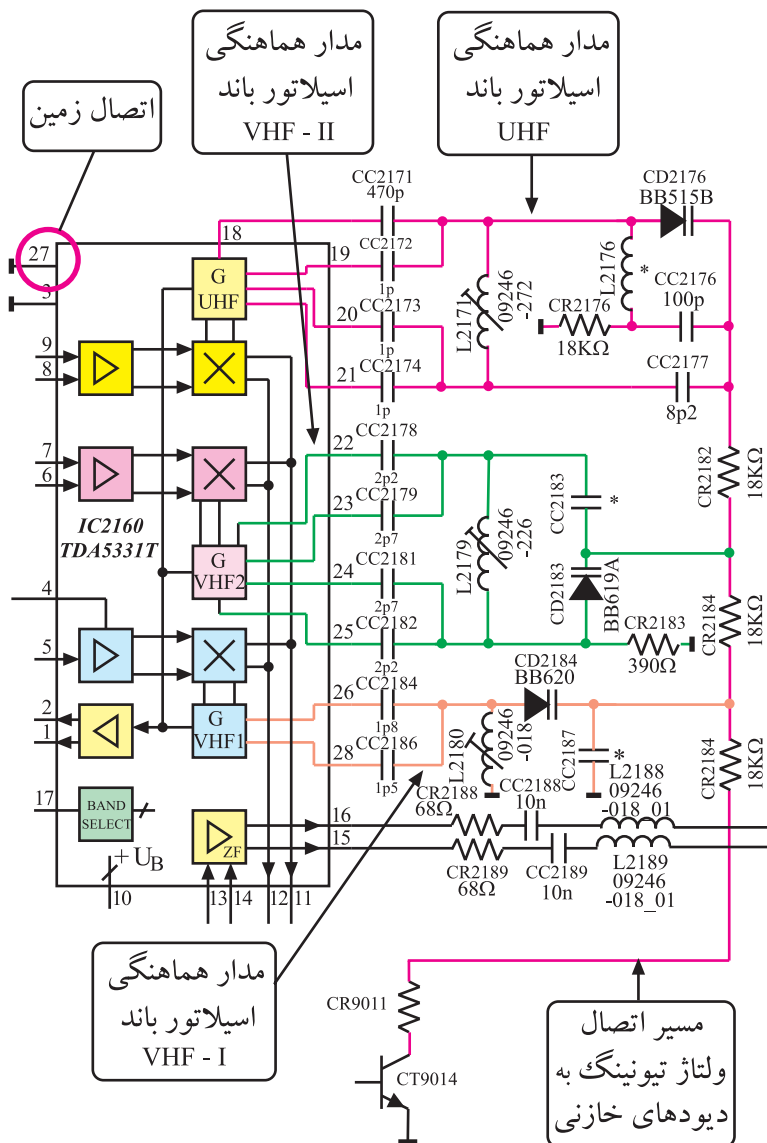 مدار هماهنگی
اسیلاتور باند
VHF - II
مدار هماهنگی
اسیلاتور باند
UHF
اتصال زمین
CC2171
470p
CD2176
BB515B
18
27
3
G
UHF
19
CC2172
1p
20
CC2173
1p
21
CC2174
1p
L2171
09246
-272
L2176
*
CC2176
100p
CR2176
18KΩ
CC2177
8p2
9
8
7
6
IC2160
TDA5331T
22
CC2178
2p2
23
CC2179
2p7
24
CC2181
2p7
25
CC2182
2p2
G
VHF2
L2179
09246
-226
CC2183
*
CD2183
BB619A
CR2182
18KΩ
CR2183
390Ω
CR2184
18KΩ
4
5
2
1
G
VHF1
26
CC2184
1p8
28
CC2186
1p5
CD2184
BB620
L2180
09246
-018
CC2187
*
CR2184
18KΩ
17
BAND
SELECT
+U_B
10
ZF
16
15
13
14
12
11
CR2188
68Ω
CC2188
10n
L2188
09246
-018_01
CR2189
68Ω
CC2189
10n
L2189
09246
-018_01
مدار هماهنگی
اسیلاتور باند
VHF - I
CR9011
CT9014
مسیر اتصال
ولتاژ تیونینگ به
دیودهای خازنی